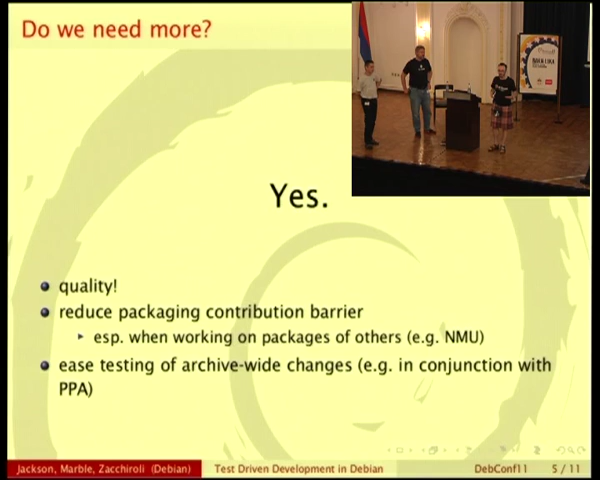 Do we need more?
Yes.
quality!
reduce packaging contribution barrier
esp. when working on packages of others (e.g. NMU)
ease testing of archive-wide changes (e.g. in conjunction with
PPA)
Jackson, Marble, Zacchiroli (Debian)
Test Driven Development in Debian
DebConf11
5 / 11